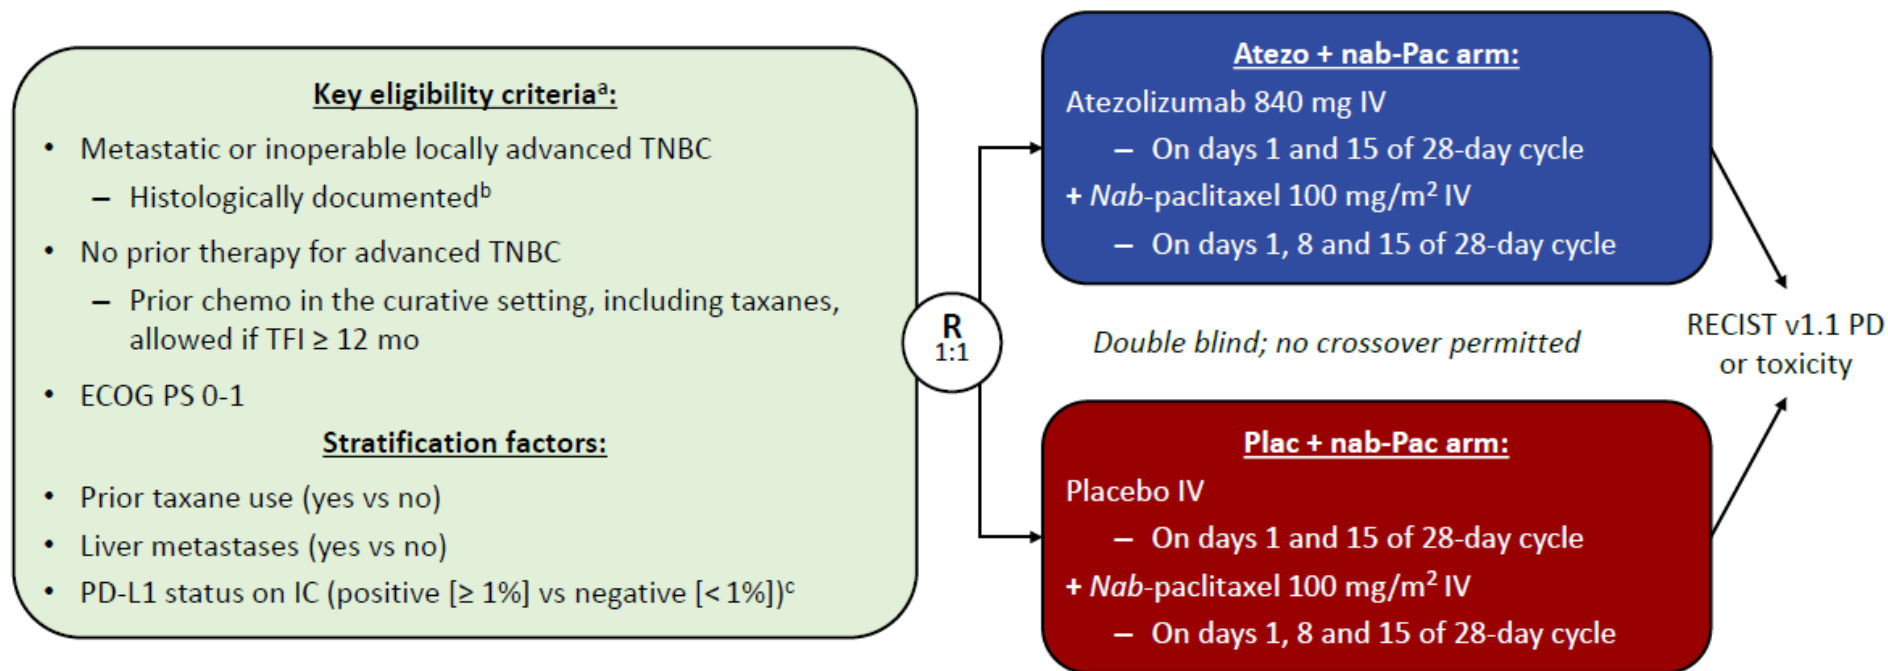 Key eligibility criteriaᵃ:
• Metastatic or inoperable locally advanced TNBC
– Histologically documentedᵇ
• No prior therapy for advanced TNBC
– Prior chemo in the curative setting, including taxanes,
allowed if TFI ≥ 12 mo
• ECOG PS 0-1
Stratification factors:
• Prior taxane use (yes vs no)
• Liver metastases (yes vs no)
• PD-L1 status on IC (positive [≥ 1%] vs negative [< 1%])ᶜ
R
1:1
Atezo + nab-Pac arm:
Atezolizumab 840 mg IV
– On days 1 and 15 of 28-day cycle
+ Nab-paclitaxel 100 mg/m² IV
– On days 1, 8 and 15 of 28-day cycle
Double blind; no crossover permitted
Plac + nab-Pac arm:
Placebo IV
– On days 1 and 15 of 28-day cycle
+ Nab-paclitaxel 100 mg/m² IV
– On days 1, 8 and 15 of 28-day cycle
RECIST v1.1 PD
or toxicity